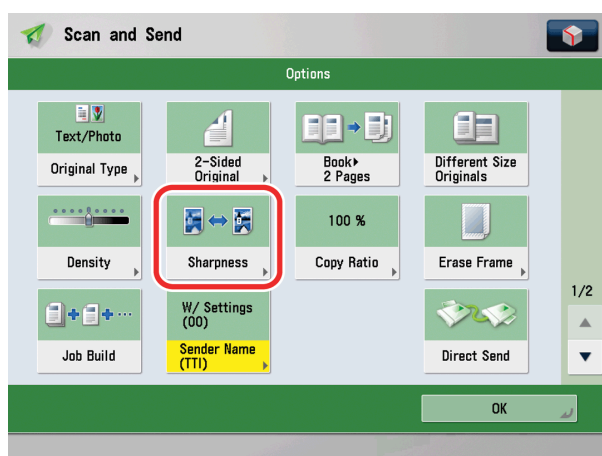 Scan and Send
Options
Text/Photo
Original Type
2-Sided
Original
Book▸
2 Pages
Different Size
Originals
Density
Sharpness
100 %
Copy Ratio
Erase Frame
1/2
Job Build
W/ Settings
(00)
Sender Name
(TTI)
Direct Send
OK